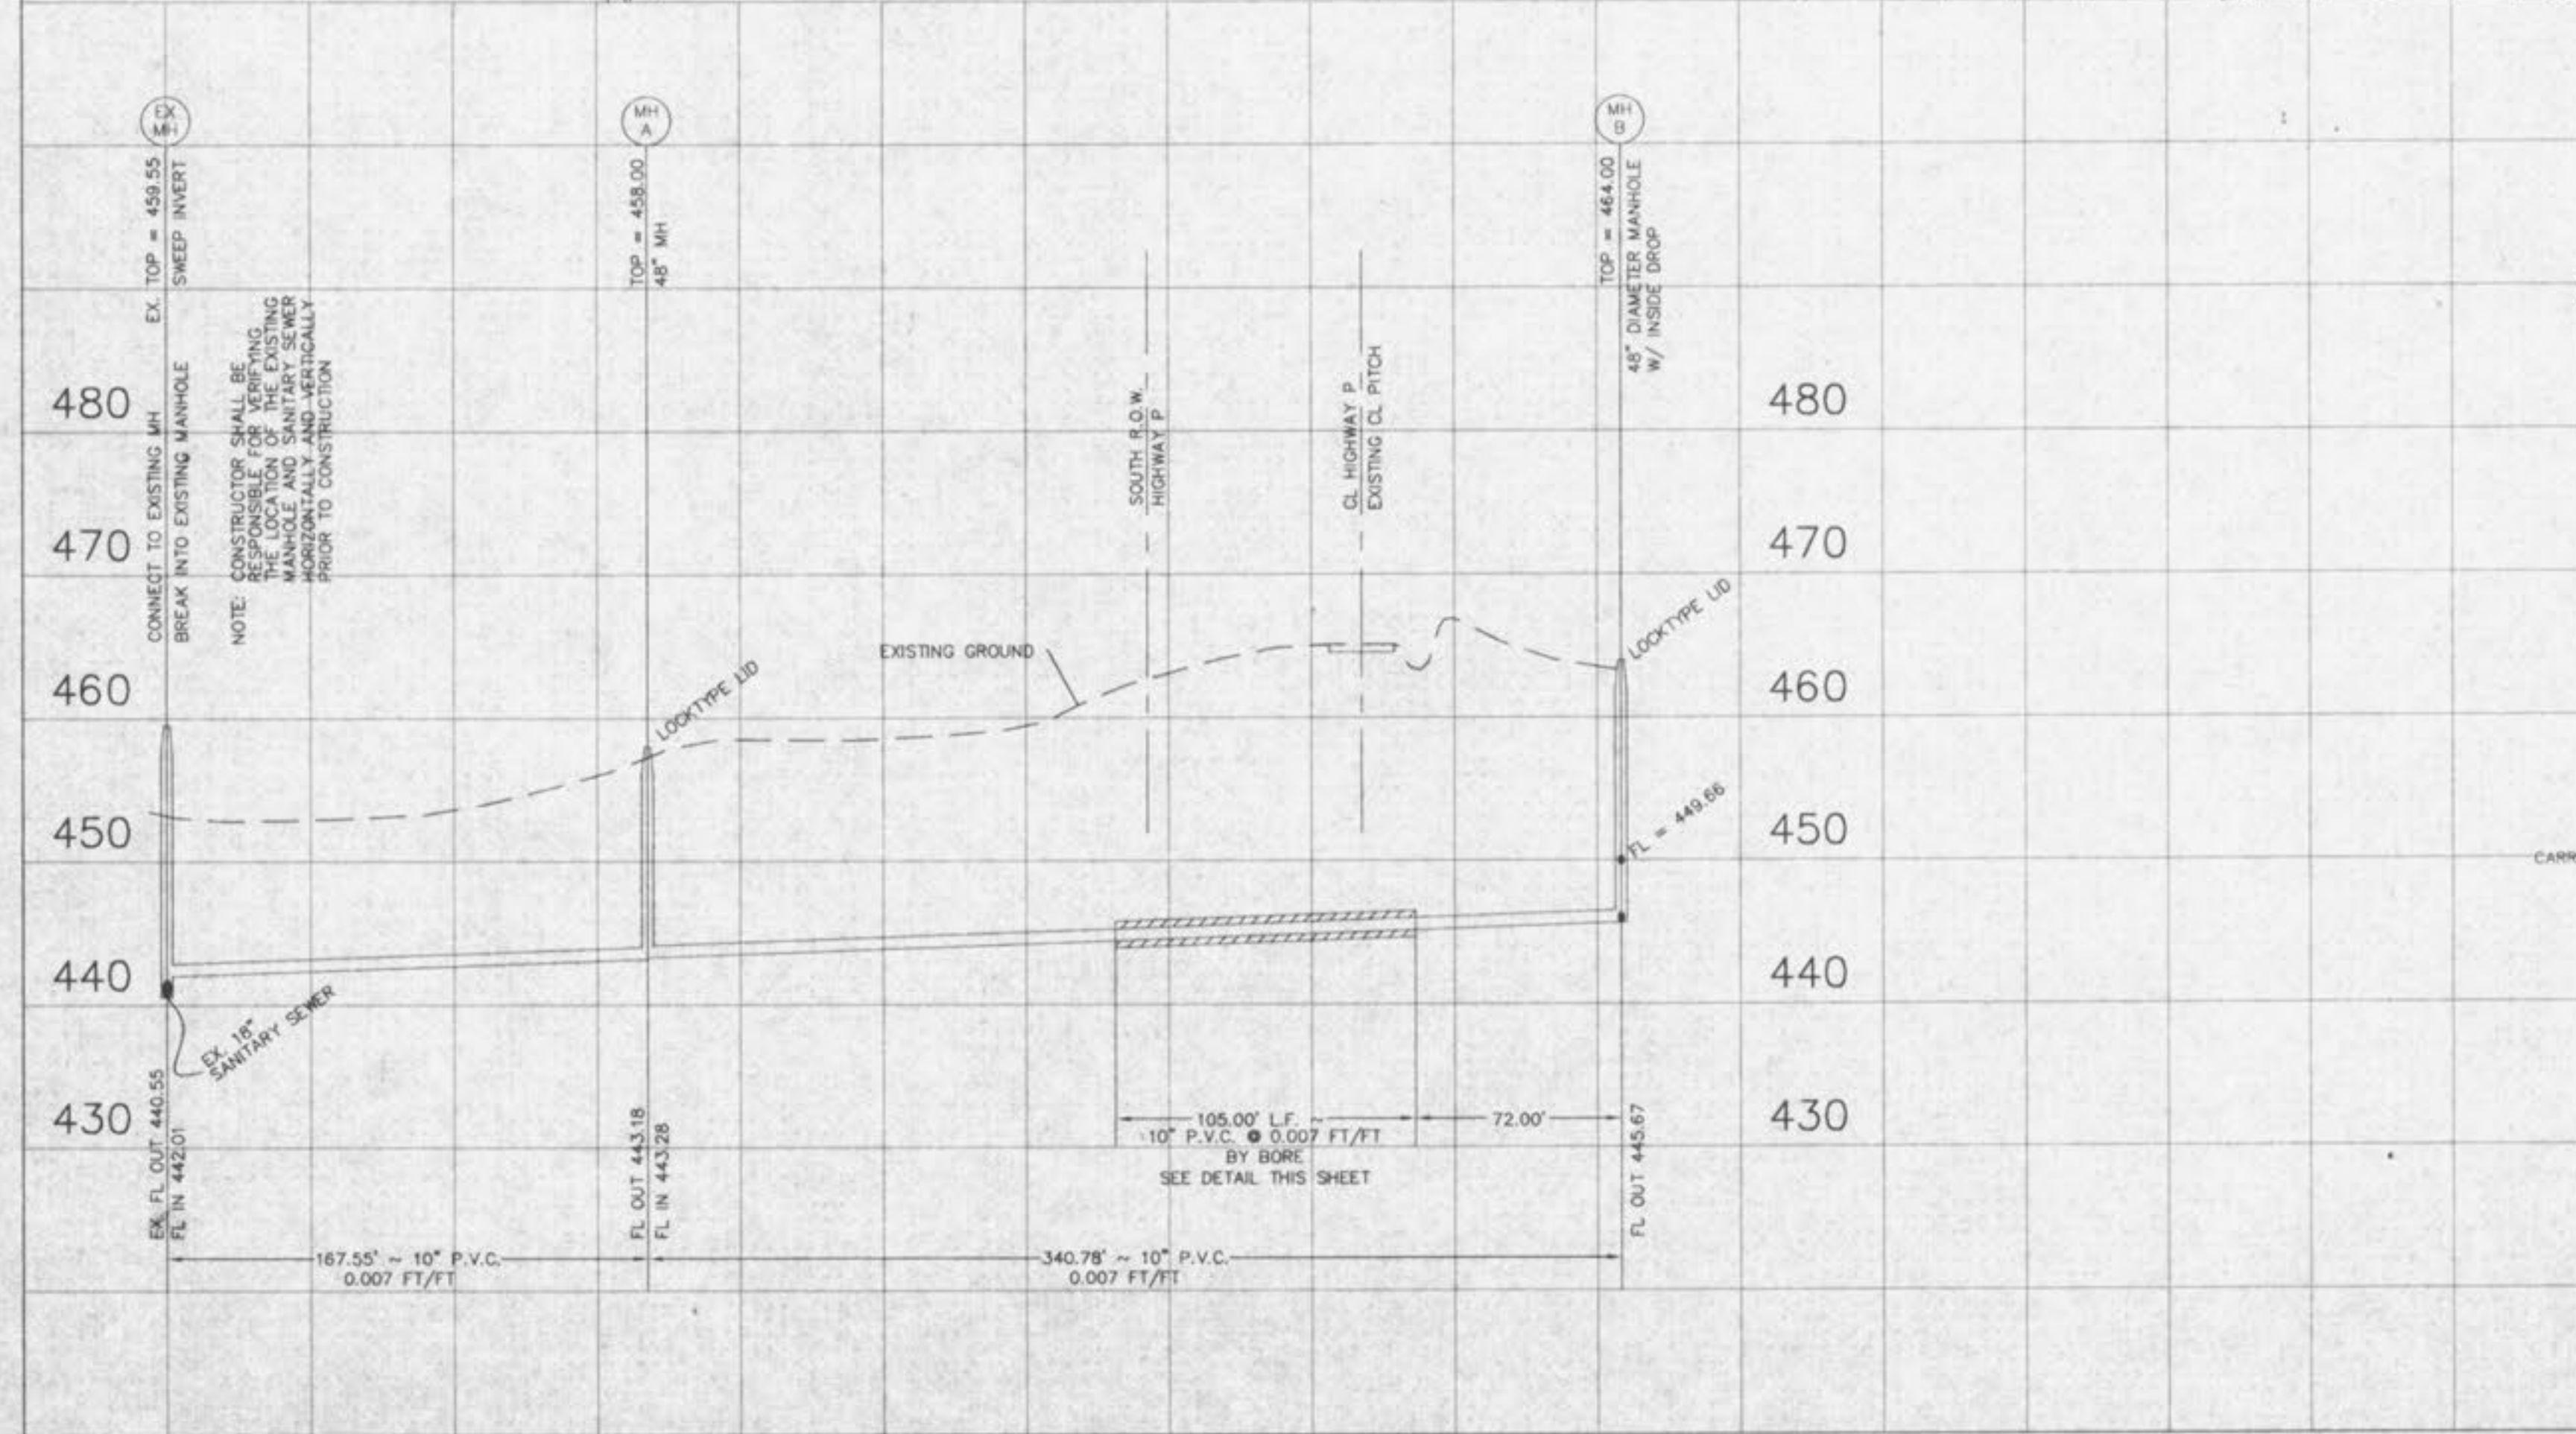 EX
MH
MH
A
MH
B
EX. TOP = 459.55
SWEEP INVERT
CONNECT TO EXISTING MH
BREAK INTO EXISTING MANHOLE
NOTE: CONSTRUCTOR SHALL BE
RESPONSIBLE FOR VERIFYING
THE LOCATION OF THE EXISTING
MANHOLE AND SANITARY SEWER
HORIZONTALLY AND VERTICALLY
PRIOR TO CONSTRUCTION
TOP = 458.00
48" MH
SOUTH R.O.W.
HIGHWAY P
CL HIGHWAY P
EXISTING CL PITCH
TOP = 464.00
48" DIAMETER MANHOLE
W/ INSIDE DROP
480
470
460
450
440
430
480
470
460
450
440
430
EXISTING GROUND
LOCKTYPE LID
LOCKTYPE LID
FL = 449.66
CARR
EX. 18"
SANITARY SEWER
EX. FL OUT 440.55
FL IN 442.01
FL OUT 443.18
FL IN 443.28
105.00' L.F. ~
10" P.V.C. @ 0.007 FT/FT
BY BORE
SEE DETAIL THIS SHEET
72.00'
FL OUT 445.67
167.55' ~ 10" P.V.C.
0.007 FT/FT
340.78' ~ 10" P.V.C.
0.007 FT/FT